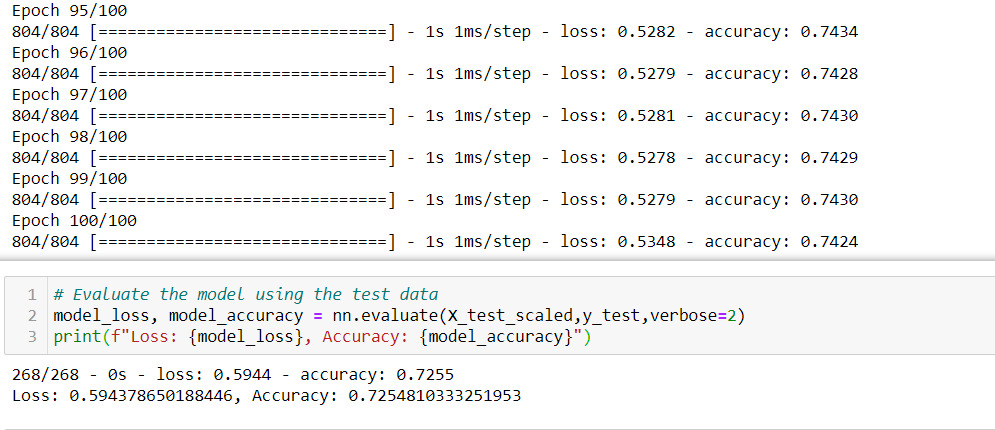 Epoch 95/100
804/804 [==============================] - 1s 1ms/step - loss: 0.5282 - accuracy: 0.7434
Epoch 96/100
804/804 [==============================] - 1s 1ms/step - loss: 0.5279 - accuracy: 0.7428
Epoch 97/100
804/804 [==============================] - 1s 1ms/step - loss: 0.5281 - accuracy: 0.7430
Epoch 98/100
804/804 [==============================] - 1s 1ms/step - loss: 0.5278 - accuracy: 0.7429
Epoch 99/100
804/804 [==============================] - 1s 1ms/step - loss: 0.5279 - accuracy: 0.7430
Epoch 100/100
804/804 [==============================] - 1s 1ms/step - loss: 0.5348 - accuracy: 0.7424
1 # Evaluate the model using the test data
2 model_loss, model_accuracy = nn.evaluate(X_test_scaled,y_test,verbose=2)
3 print(f"Loss: {model_loss}, Accuracy: {model_accuracy}")
268/268 - 0s - loss: 0.5944 - accuracy: 0.7255
Loss: 0.594378650188446, Accuracy: 0.7254810333251953